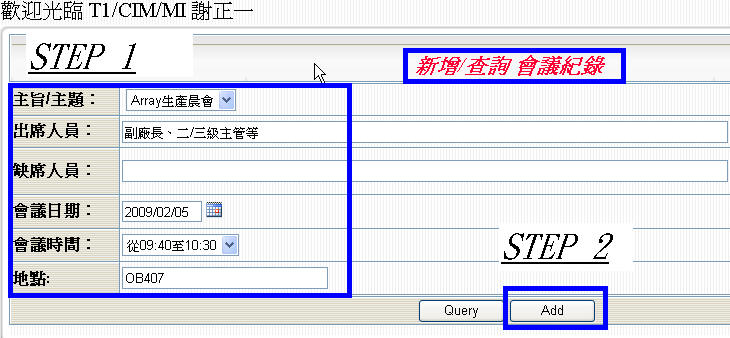 歡迎光臨 T1/CIM/MI 謝正一
STEP 1
新增/查詢 會議紀錄
主旨/主題： Array生產晨會
出席人員： 副廠長、二/三級主管等
缺席人員：
會議日期： 2009/02/05
會議時間： 從09:40至10:30
STEP 2
地點: OB407
Query Add